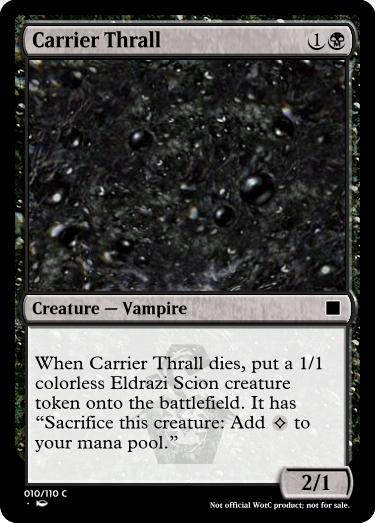 Carrier Thrall 1
Creature — Vampire
When Carrier Thrall dies, put a 1/1
colorless Eldrazi Scion creature
token onto the battlefield. It has
“Sacrifice this creature: Add to
your mana pool.”
2/1
010/110 C
Not official WotC product; not for sale.